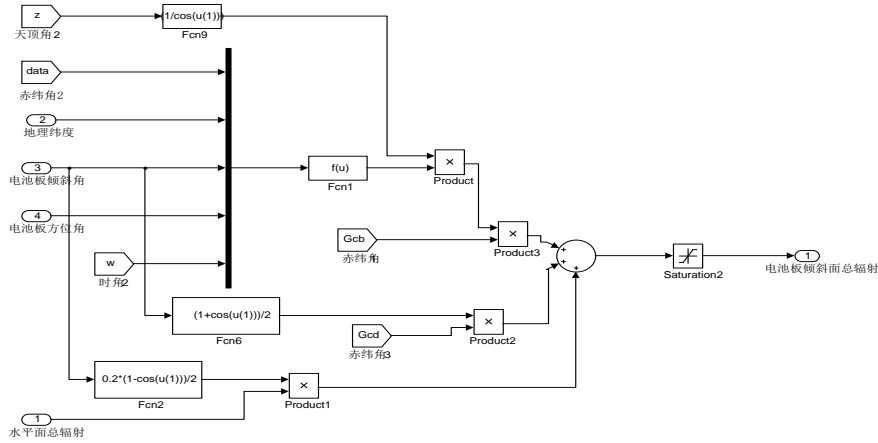 z
天顶角2
(1/cos(u(1)))
Fcn9
data
赤纬角2
2
地理纬度
3
电池板倾斜角
4
电池板方位角
w
时角2
f(u)
Fcn1
×
Product
Gcb
赤纬角1
×
Product3
+
+
+
Saturation2
1
电池板倾斜面总辐射
(1+cos(u(1)))/2
Fcn6
Gcd
赤纬角3
×
Product2
0.2*(1-cos(u(1)))/2
Fcn2
×
Product1
1
水平面总辐射